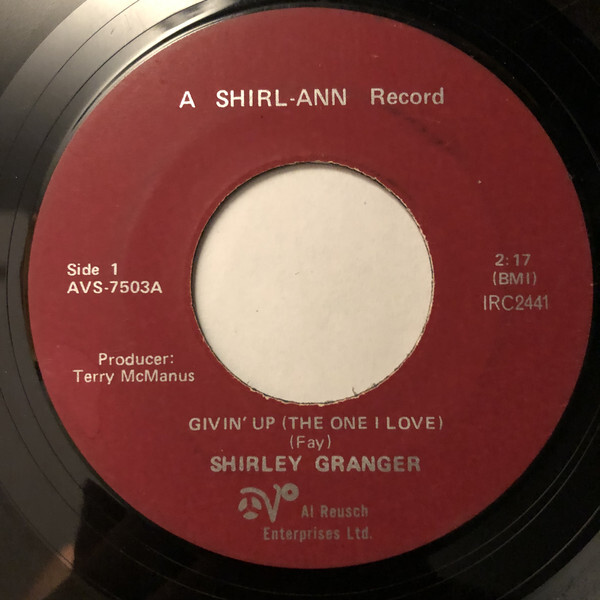 A SHIRL-ANN Record
Side 1
AVS-7503A
2:17
(BMI)
IRC2441
Producer:
Terry McManus
GIVIN' UP (THE ONE I LOVE)
(Fay)
SHIRLEY GRANGER
Al Reusch
Enterprises Ltd.